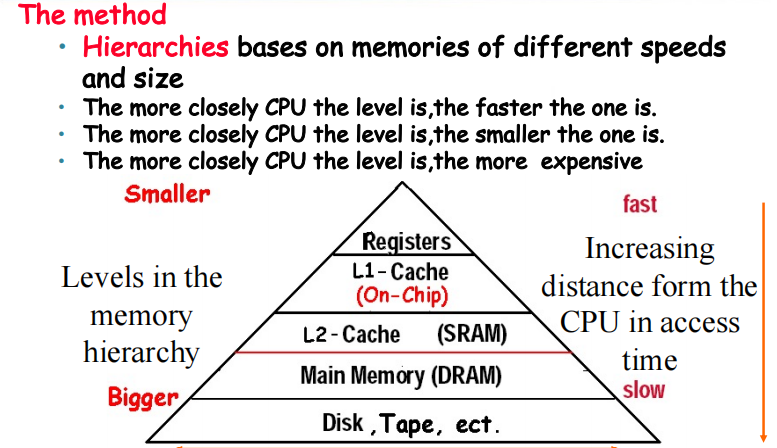 The method
• Hierarchies bases on memories of different speeds
and size
• The more closely CPU the level is,the faster the one is.
• The more closely CPU the level is,the smaller the one is.
• The more closely CPU the level is,the more expensive
Smaller
fast
Registers
L1-Cache
(On-Chip)
L2-Cache (SRAM)
Main Memory (DRAM)
Disk ,Tape, ect.
Levels in the
memory
hierarchy
Bigger
Increasing
distance form the
CPU in access
time
slow